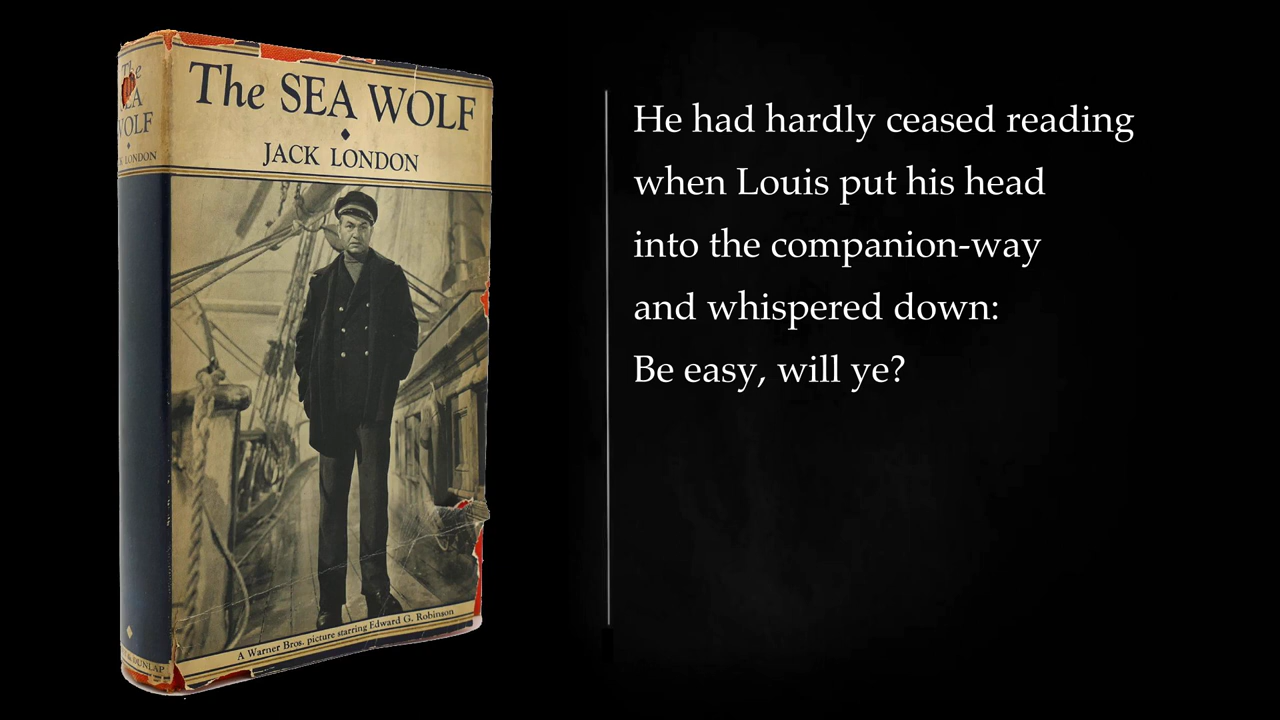 The
SEA
WOLF
LONDON
The SEA WOLF
JACK LONDON
A Warner Bros. picture starring Edward G. Robinson
DUNLAP
He had hardly ceased reading
when Louis put his head
into the companion-way
and whispered down:
Be easy, will ye?